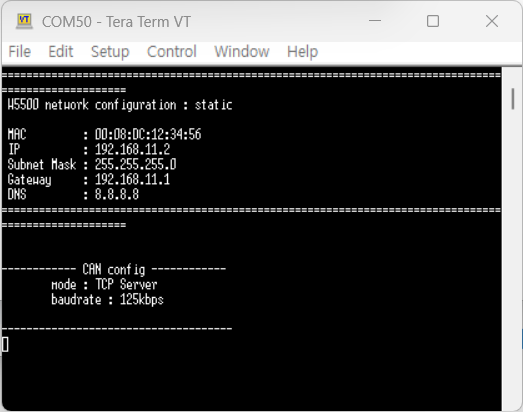 COM50 - Tera Term VT
File Edit Setup Control Window Help
=======================================================================
==================
W5500 network configuration : static
MAC : 00:08:DC:12:34:56
IP : 192.168.11.2
Subnet Mask : 255.255.255.0
Gateway : 192.168.11.1
DNS : 8.8.8.8
=======================================================================
==================
------------ CAN config ------------
mode : TCP Server
baudrate : 125kbps
-------------------------------------